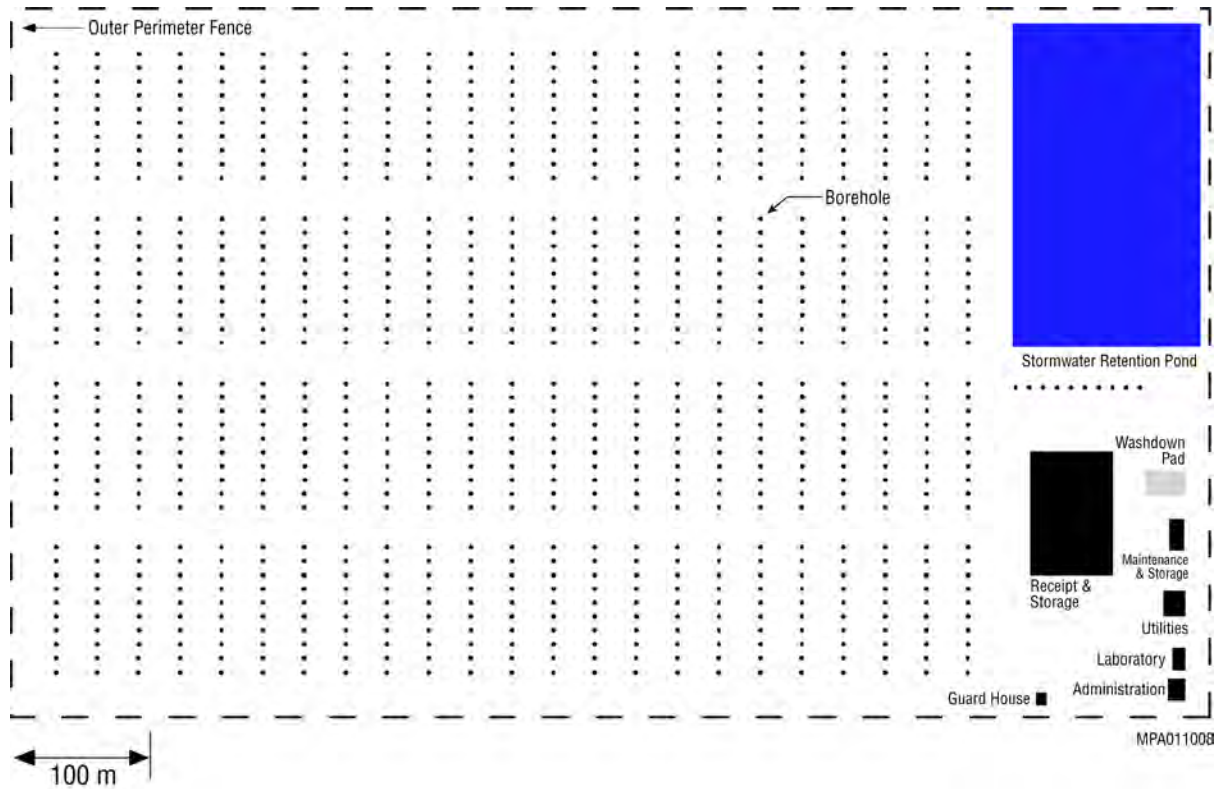 Outer Perimeter Fence
Borehole
Stormwater Retention Pond
Washdown
Pad
Maintenance
& Storage
Receipt &
Storage
Utilities
Laboratory
Administration
Guard House
MPA011008
100 m